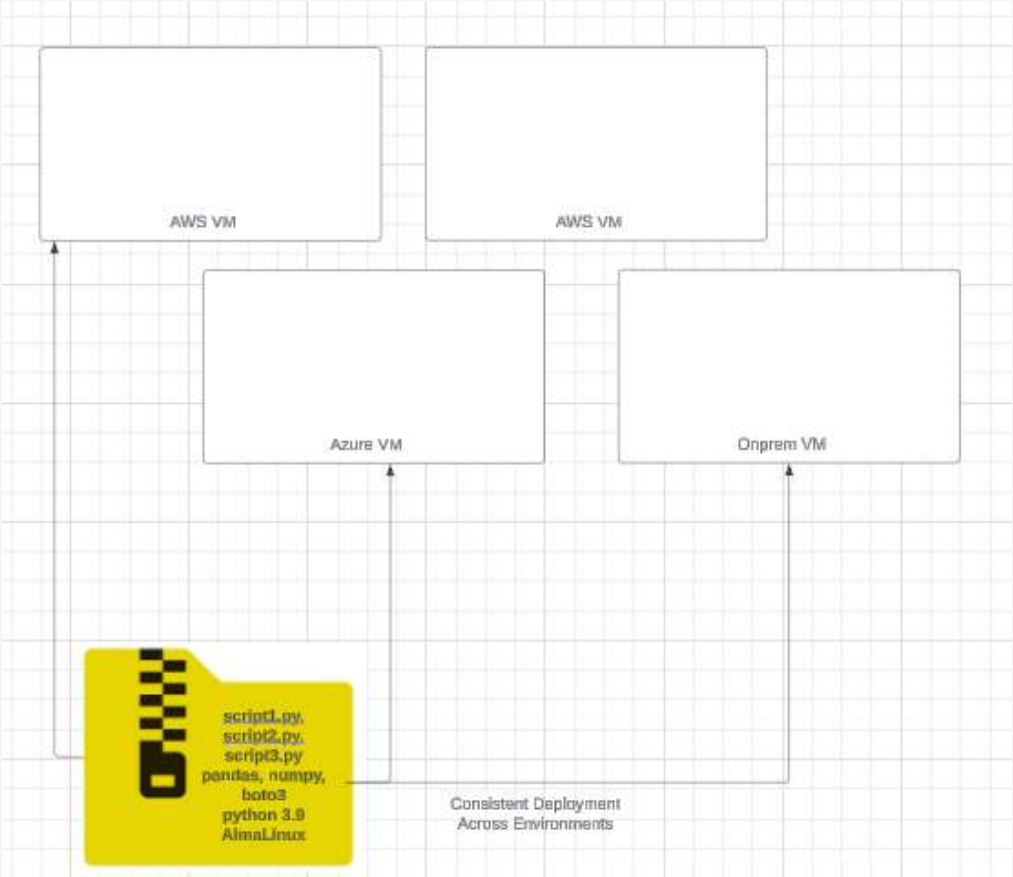 AWS VM
AWS VM
Azure VM
Onprem VM
script1.py,
script2.py,
script3.py
pandas, numpy,
boto3
python 3.9
AlmaLinux
Consistent Deployment
Across Environments